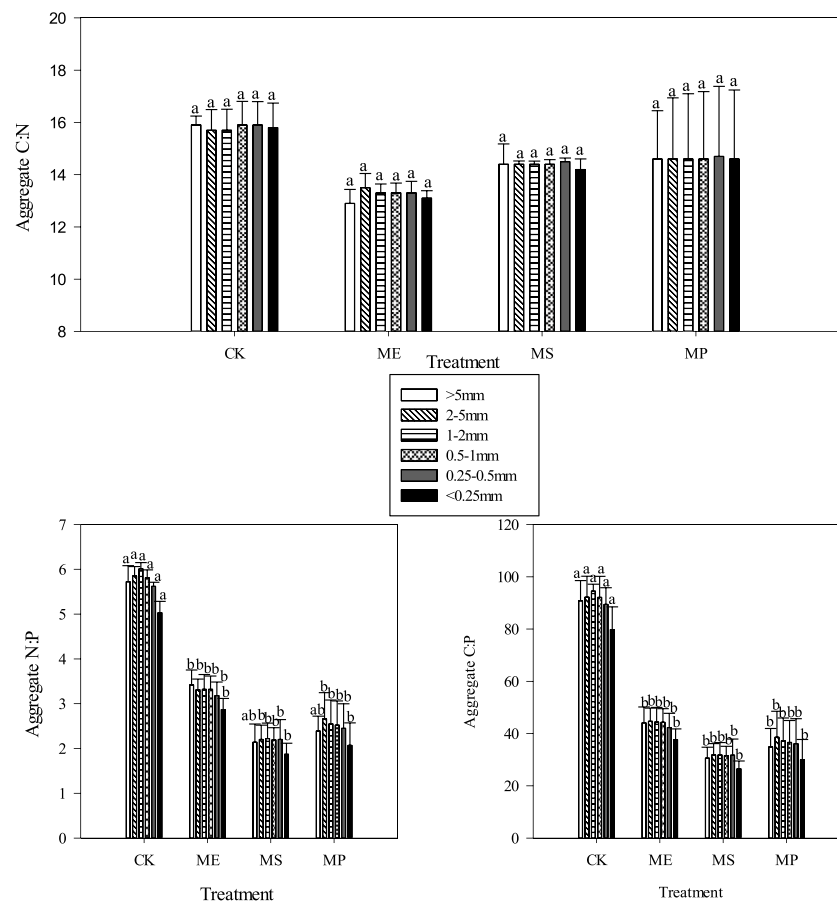 20
18
16
14
12
10
8
Aggregate C:N
a a a a a a
a a a a a a
a a a a a a
a a a a a a
CK ME MS MP
Treatment
>5mm
2-5mm
1-2mm
0.5-1mm
0.25-0.5mm
<0.25mm
7
6
5
4
3
2
1
0
Aggregate N:P
a a a a a a
b b b b b b
ab b b b b b
ab b b b b b
CK ME MS MP
Treatment
120
100
80
60
40
20
0
Aggregate C:P
a a a a a a
b b b b b b
b b b b b b
b b b b b b
CK ME MS MP
Treatment